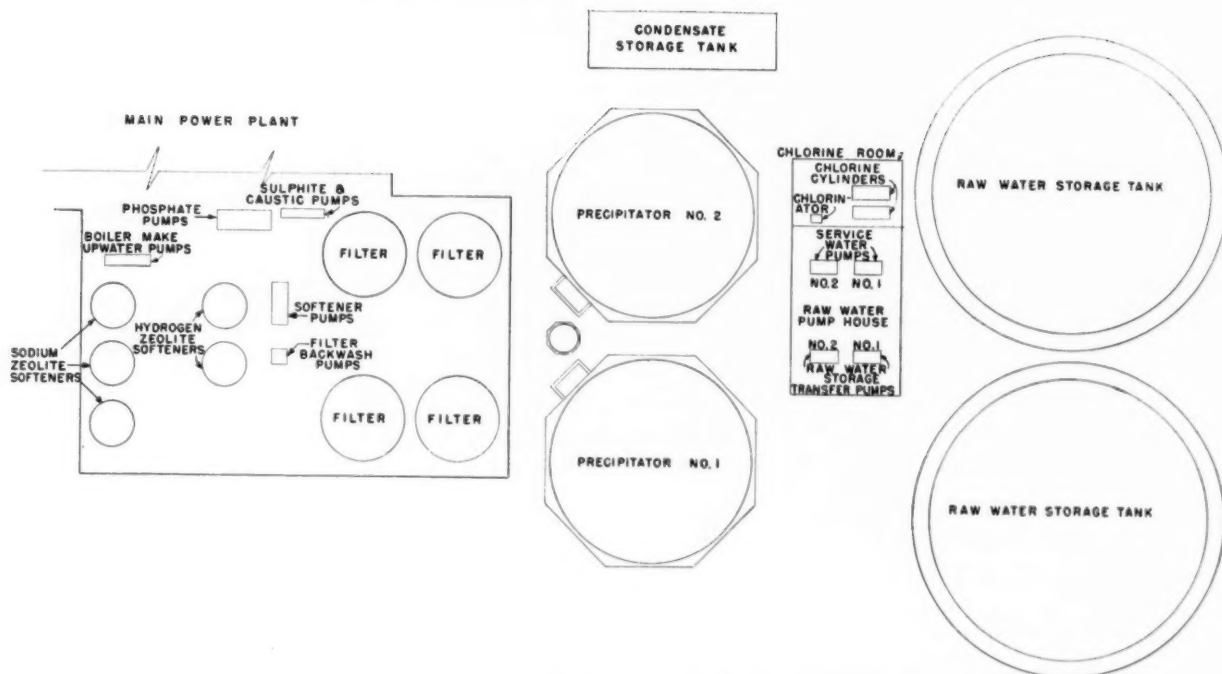 CONDENSATE
STORAGE TANK
MAIN POWER PLANT
SULPHITE &
CAUSTIC PUMPS
PHOSPHATE
PUMPS
BOILER MAKE
UPWATER PUMPS
FILTER
FILTER
SOFTENER
PUMPS
HYDROGEN
ZEOLITE
SOFTENERS
FILTER
BACKWASH
PUMPS
SODIUM
ZEOLITE
SOFTENERS
FILTER
FILTER
PRECIPITATOR NO. 2
PRECIPITATOR NO. 1
CHLORINE ROOM
CHLORINE
CYLINDERS
CHLORIN-
ATOR
SERVICE
WATER
PUMPS
NO. 2 NO. 1
RAW WATER
PUMP HOUSE
NO. 2 NO. 1
RAW WATER
STORAGE
TRANSFER PUMPS
RAW WATER STORAGE TANK
RAW WATER STORAGE TANK